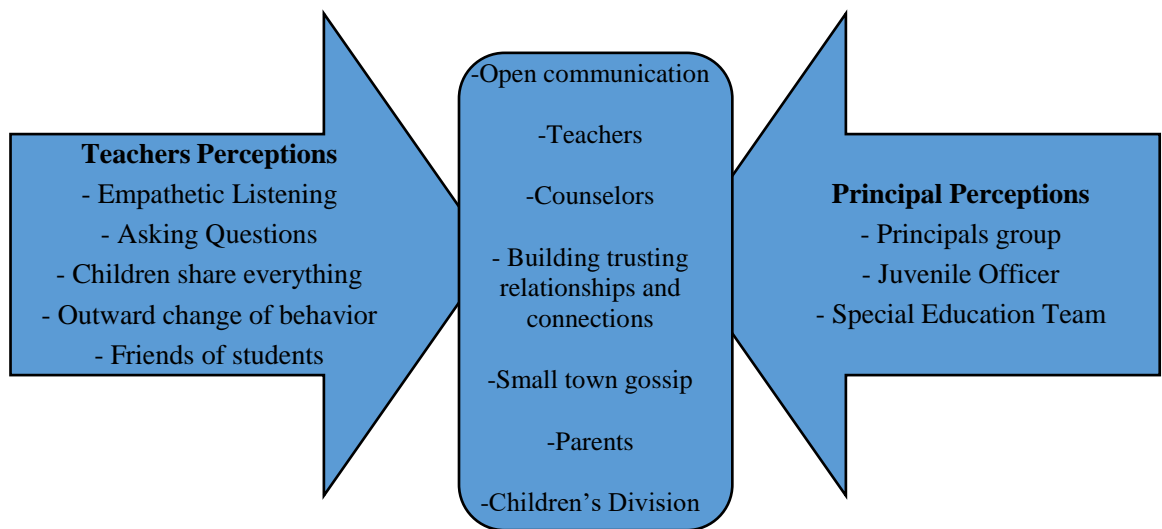 Teachers Perceptions
- Empathetic Listening
- Asking Questions
- Children share everything
- Outward change of behavior
- Friends of students
-Open communication
-Teachers
-Counselors
- Building trusting
relationships and
connections
-Small town gossip
-Parents
-Children’s Division
Principal Perceptions
- Principals group
- Juvenile Officer
- Special Education Team